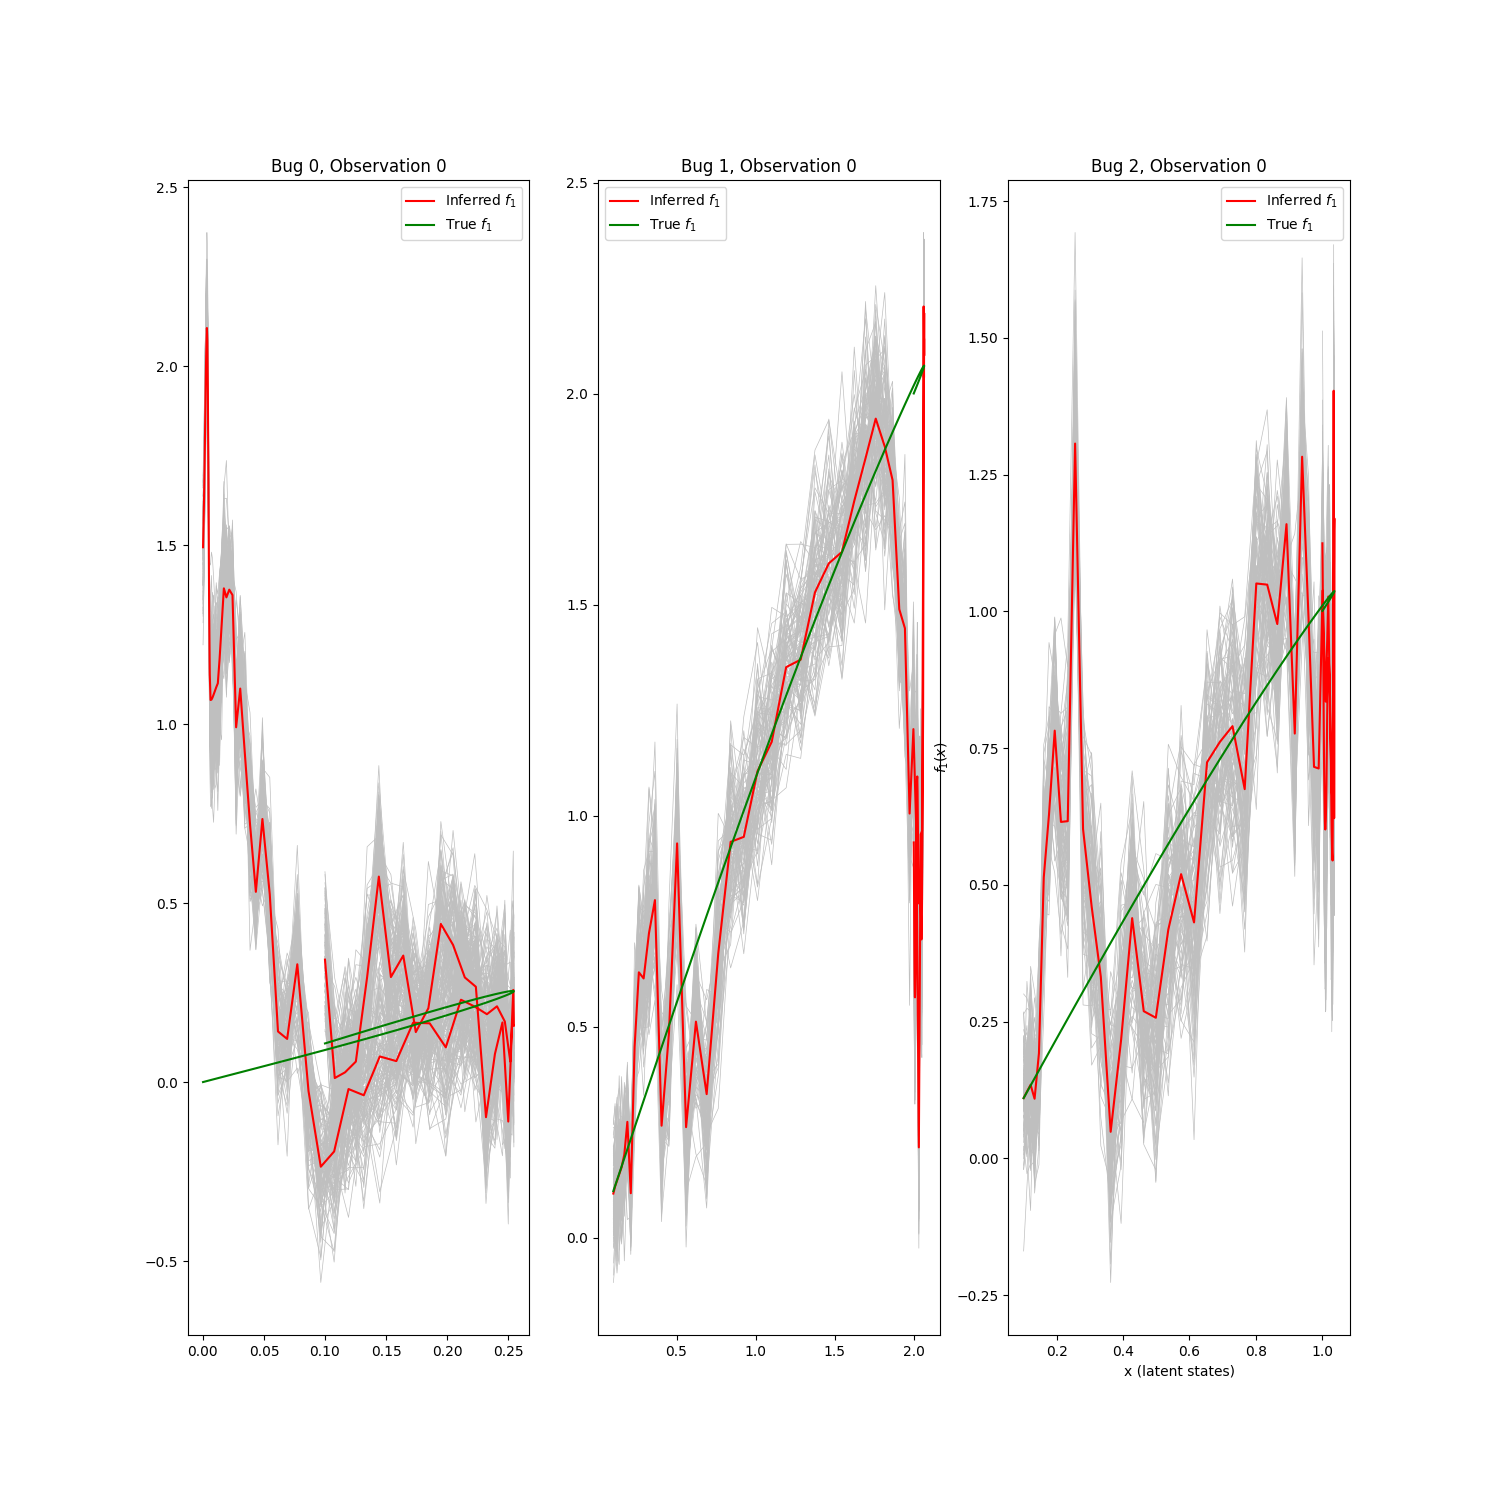 Bug 0, Observation 0
Inferred f₁
True f₁
2.5
2.0
1.5
1.0
0.5
0.0
−0.5
0.00 0.05 0.10 0.15 0.20 0.25
Bug 1, Observation 0
Inferred f₁
True f₁
2.5
2.0
1.5
1.0
0.5
0.0
0.5 1.0 1.5 2.0
Bug 2, Observation 0
Inferred f₁
True f₁
f₁(x)
1.75
1.50
1.25
1.00
0.75
0.50
0.25
0.00
−0.25
0.2 0.4 0.6 0.8 1.0
x (latent states)